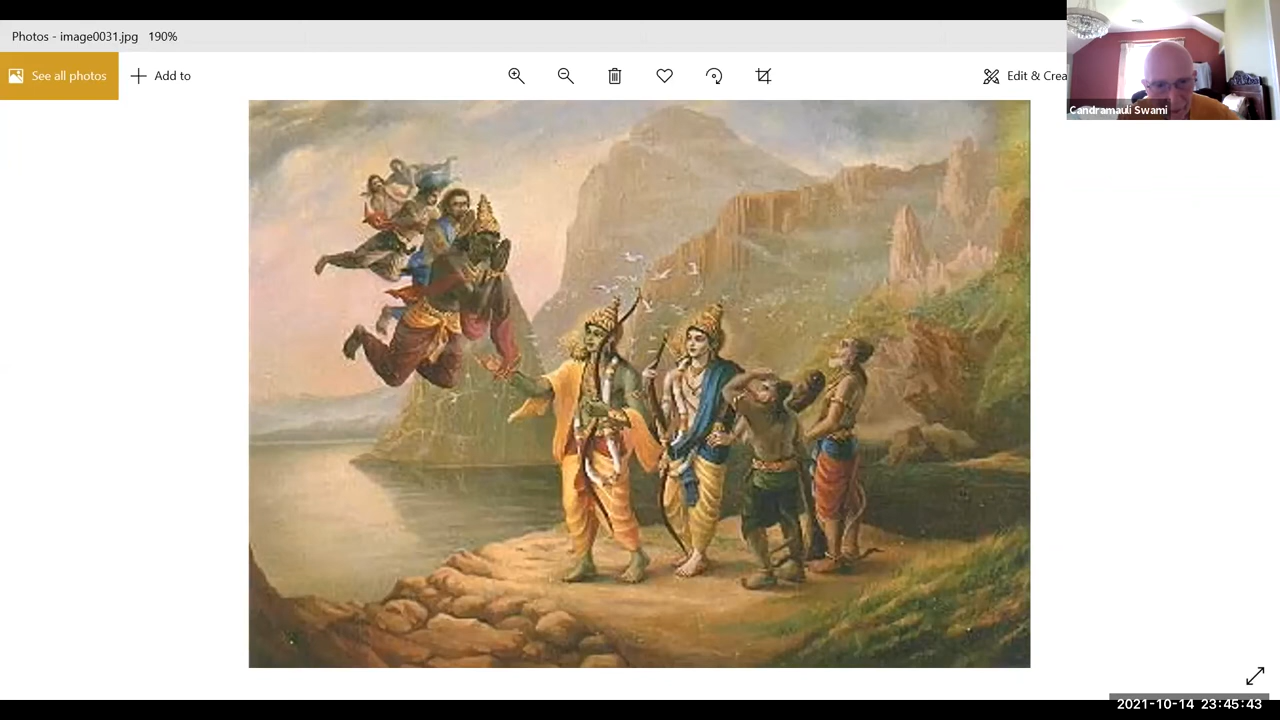 Photos - image0031.jpg 190%
See all photos
Add to
Edit & Crea
Candramauli Swami
2021-10-14 23:45:43